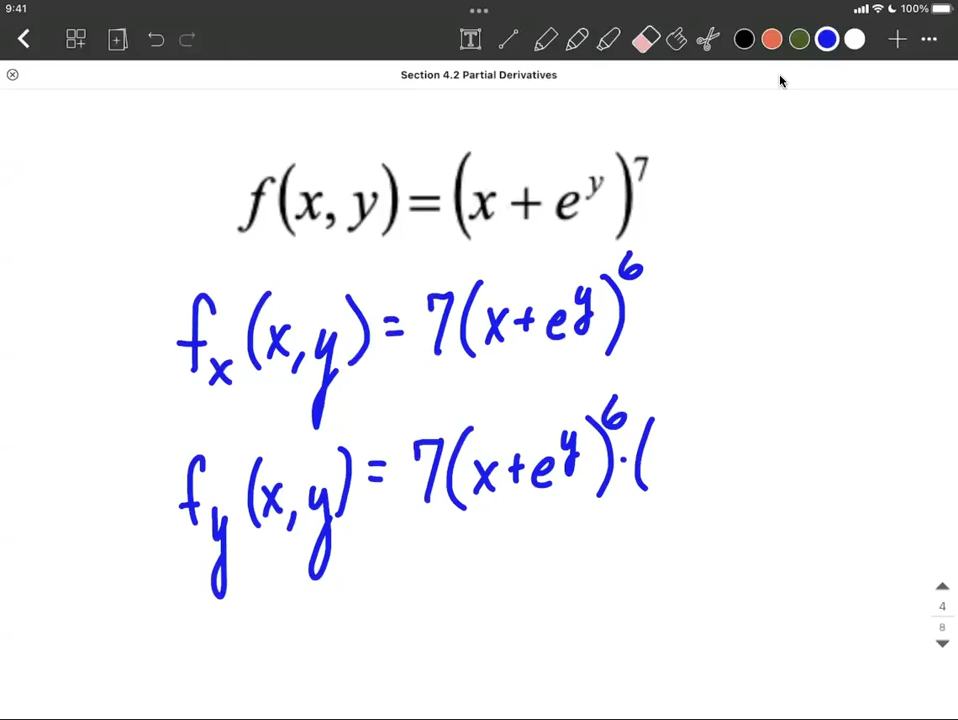 9:41
100%
T
Section 4.2 Partial Derivatives
f(x, y) = (x + e^y)^7
f_x(x, y) = 7(x + e^y)^6
f_y(x, y) = 7(x + e^y)^6 · (
4
8